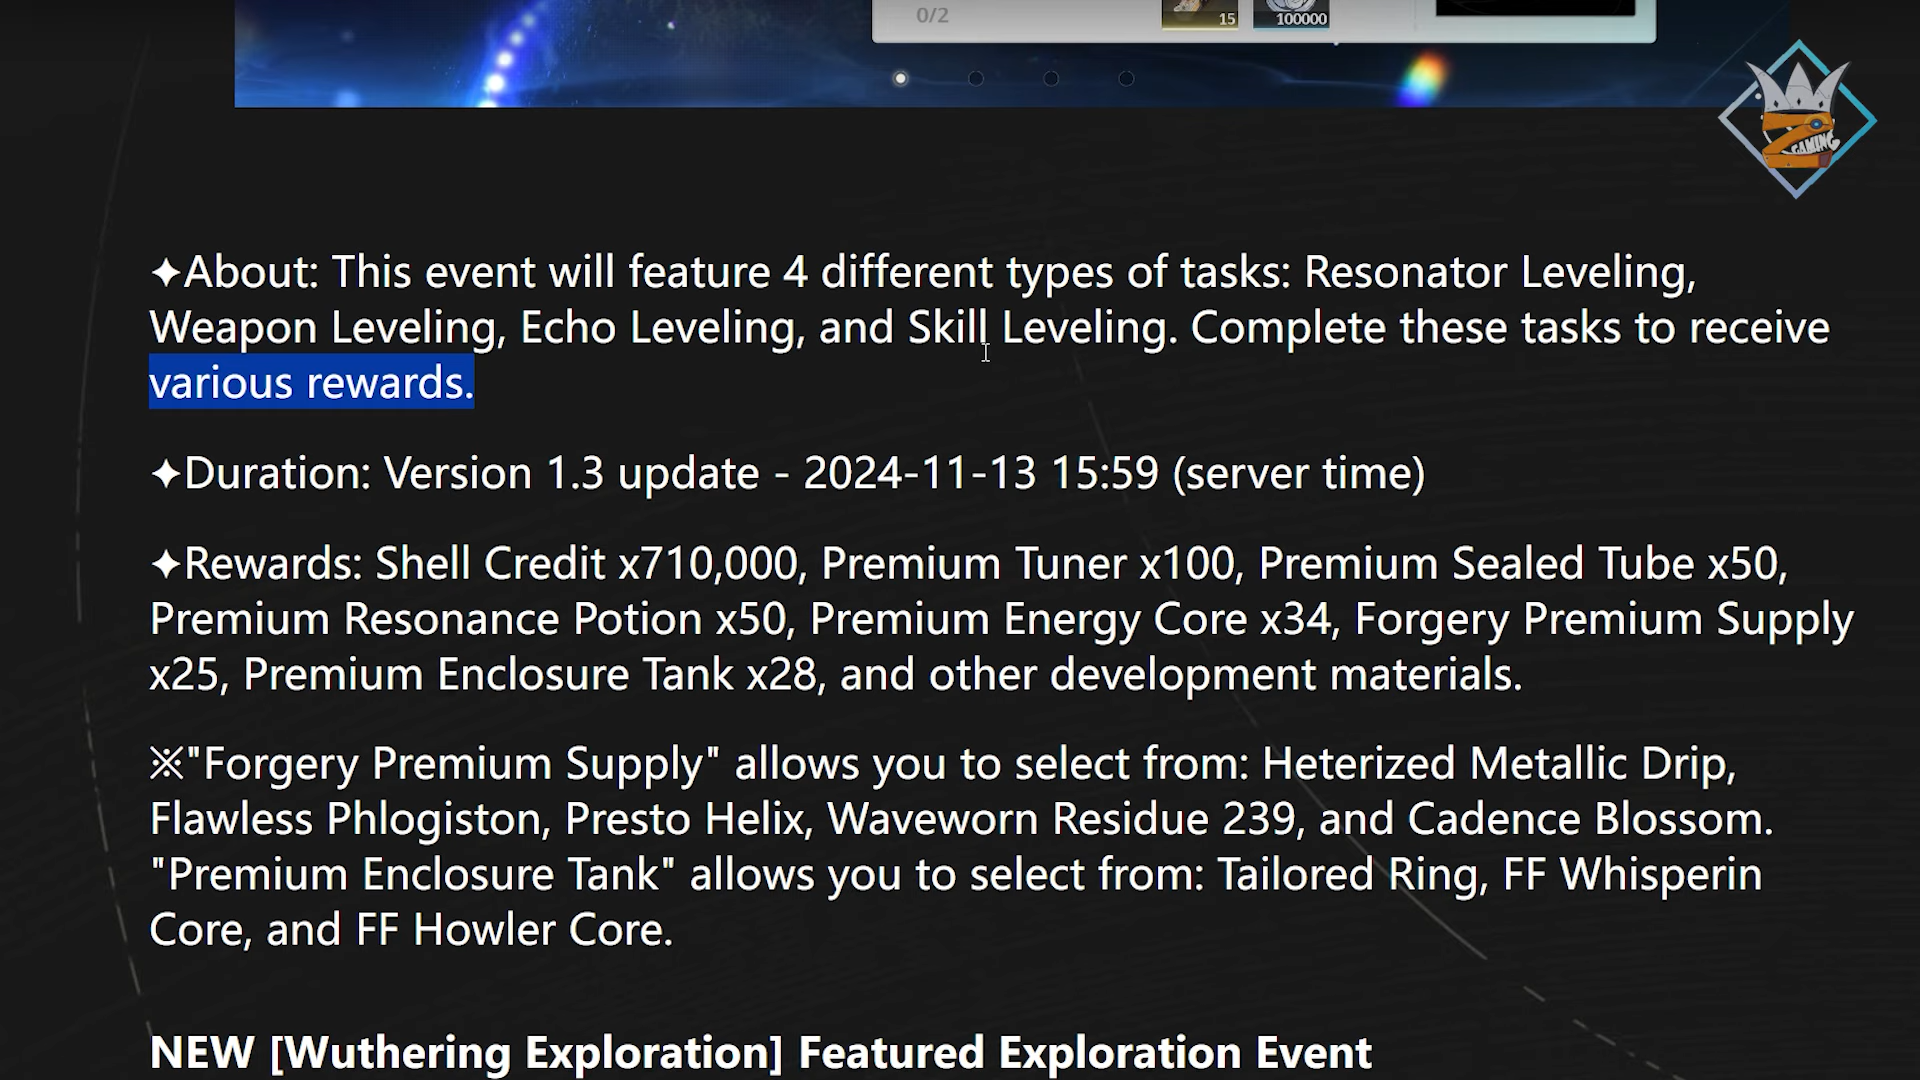 0/2
15
100000
GAMING
✦About: This event will feature 4 different types of tasks: Resonator Leveling,
Weapon Leveling, Echo Leveling, and Skill Leveling. Complete these tasks to receive
various rewards.
✦Duration: Version 1.3 update - 2024-11-13 15:59 (server time)
✦Rewards: Shell Credit x710,000, Premium Tuner x100, Premium Sealed Tube x50,
Premium Resonance Potion x50, Premium Energy Core x34, Forgery Premium Supply
x25, Premium Enclosure Tank x28, and other development materials.
※"Forgery Premium Supply" allows you to select from: Heterized Metallic Drip,
Flawless Phlogiston, Presto Helix, Waveworn Residue 239, and Cadence Blossom.
"Premium Enclosure Tank" allows you to select from: Tailored Ring, FF Whisperin
Core, and FF Howler Core.
NEW [Wuthering Exploration] Featured Exploration Event